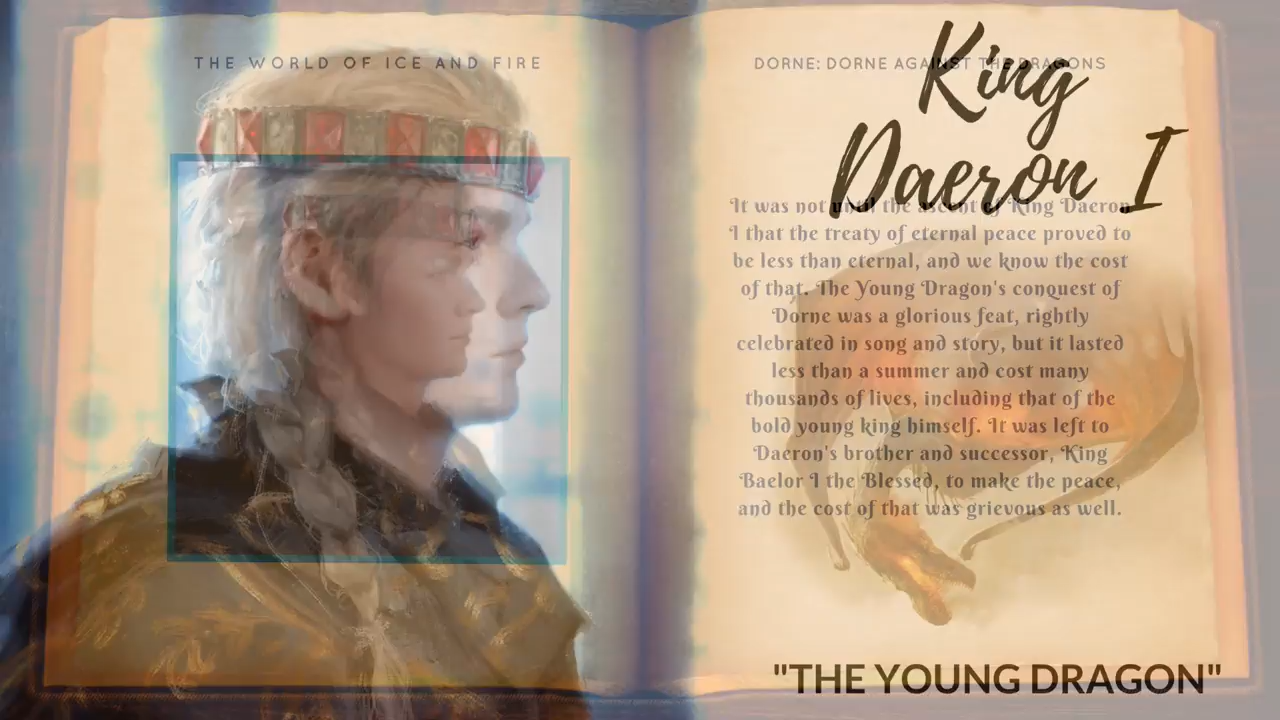 THE WORLD OF ICE AND FIRE
DORNE: DORNE AGAINST THE DRAGONS
King
Daeron I
It was not until the ascent of King Daeron
I that the treaty of eternal peace proved to
be less than eternal, and we know the cost
of that. The Young Dragon's conquest of
Dorne was a glorious feat, rightly
celebrated in song and story, but it lasted
less than a summer and cost many
thousands of lives, including that of the
bold young king himself. It was left to
Daeron's brother and successor, King
Baelor I the Blessed, to make the peace,
and the cost of that was grievous as well.
"THE YOUNG DRAGON"